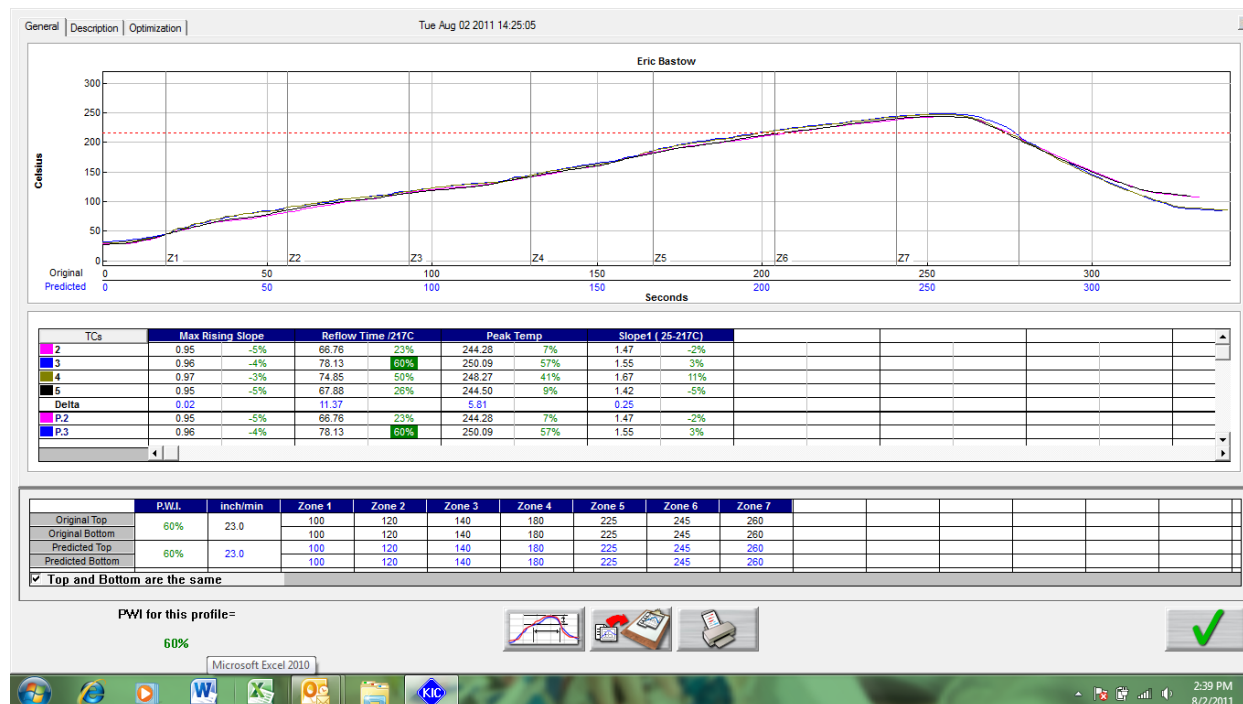 General Description Optimization Tue Aug 02 2011 14:25:05
Eric Bastow
300
250
200
150
100
50
0
Celsius
Z1 Z2 Z3 Z4 Z5 Z6 Z7
Original 0 50 100 150 200 250 300
Predicted 0 50 100 150 200 250 300
Seconds
TCs Max Rising Slope Reflow Time /217C Peak Temp Slope1 ( 25-217C)
2 0.95 -5% 66.76 23% 244.28 7% 1.47 -2%
3 0.96 -4% 78.13 60% 250.09 57% 1.55 3%
4 0.97 -3% 74.85 50% 248.27 41% 1.67 11%
5 0.95 -5% 67.88 26% 244.50 9% 1.42 -5%
Delta 0.02 11.37 5.81 0.25
P.2 0.95 -5% 66.76 23% 244.28 7% 1.47 -2%
P.3 0.96 -4% 78.13 60% 250.09 57% 1.55 3%
P.W.I. inch/min Zone 1 Zone 2 Zone 3 Zone 4 Zone 5 Zone 6 Zone 7
Original Top 60% 23.0 100 120 140 180 225 245 260
Original Bottom 100 120 140 180 225 245 260
Predicted Top 60% 23.0 100 120 140 180 225 245 260
Predicted Bottom 100 120 140 180 225 245 260
Top and Bottom are the same
PWI for this profile=
60%
Microsoft Excel 2010
KIC
2:39 PM
8/2/2011